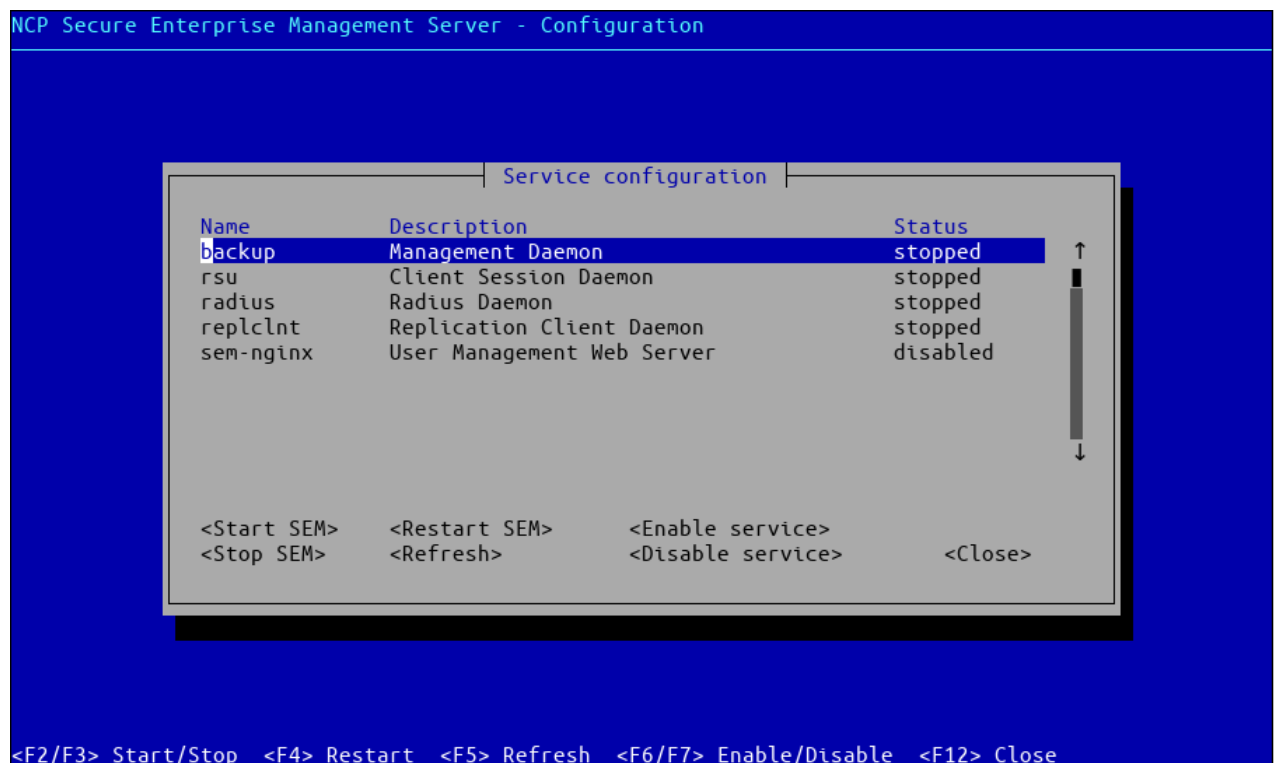 NCP Secure Enterprise Management Server - Configuration
Service configuration
Name Description Status
backup Management Daemon stopped ↑
rsu Client Session Daemon stopped
radius Radius Daemon stopped
replclnt Replication Client Daemon stopped
sem-nginx User Management Web Server disabled
↓
<Start SEM> <Restart SEM> <Enable service>
<Stop SEM> <Refresh> <Disable service> <Close>
<F2/F3> Start/Stop <F4> Restart <F5> Refresh <F6/F7> Enable/Disable <F12> Close